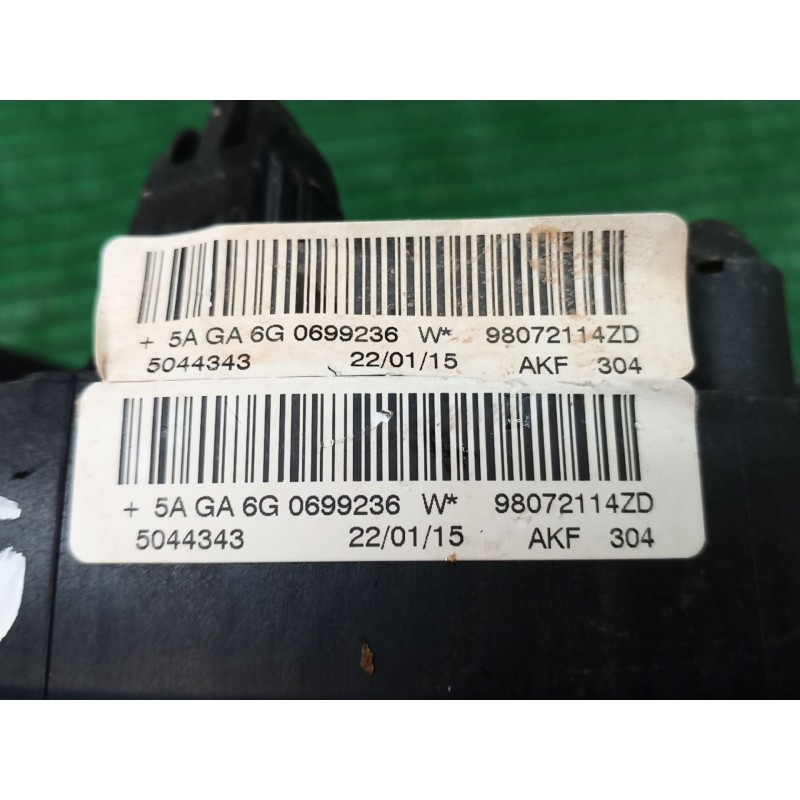 + 5A GA 6G 0699236 W* 98072114ZD
5044343 22/01/15 AKF 304
+ 5A GA 6G 0699236 W* 98072114ZD
5044343 22/01/15 AKF 304